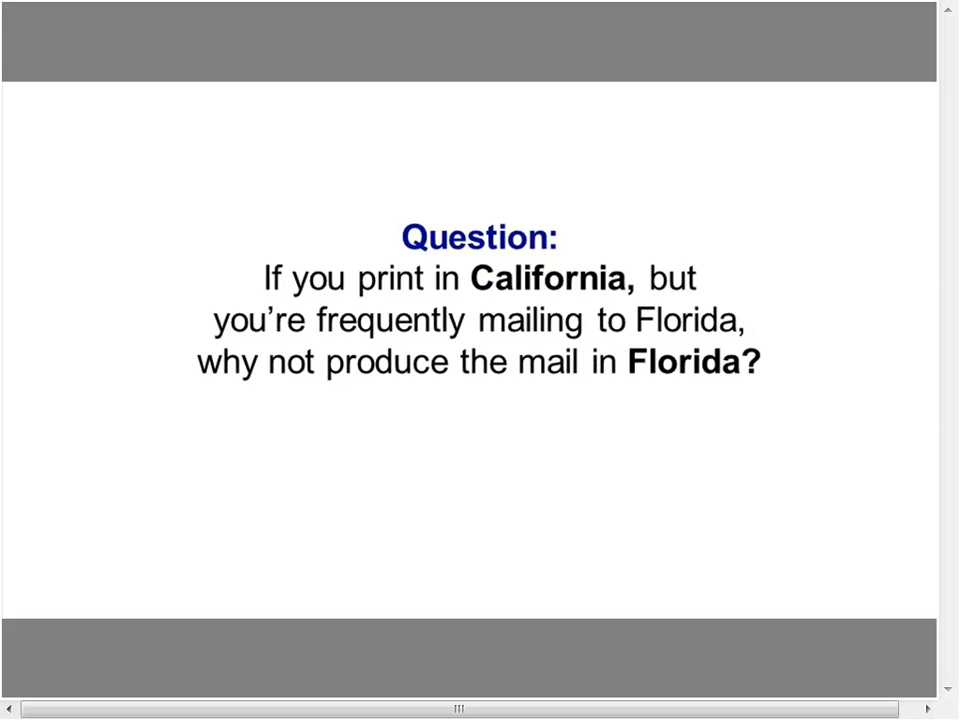 Question:
If you print in California, but
you’re frequently mailing to Florida,
why not produce the mail in Florida?